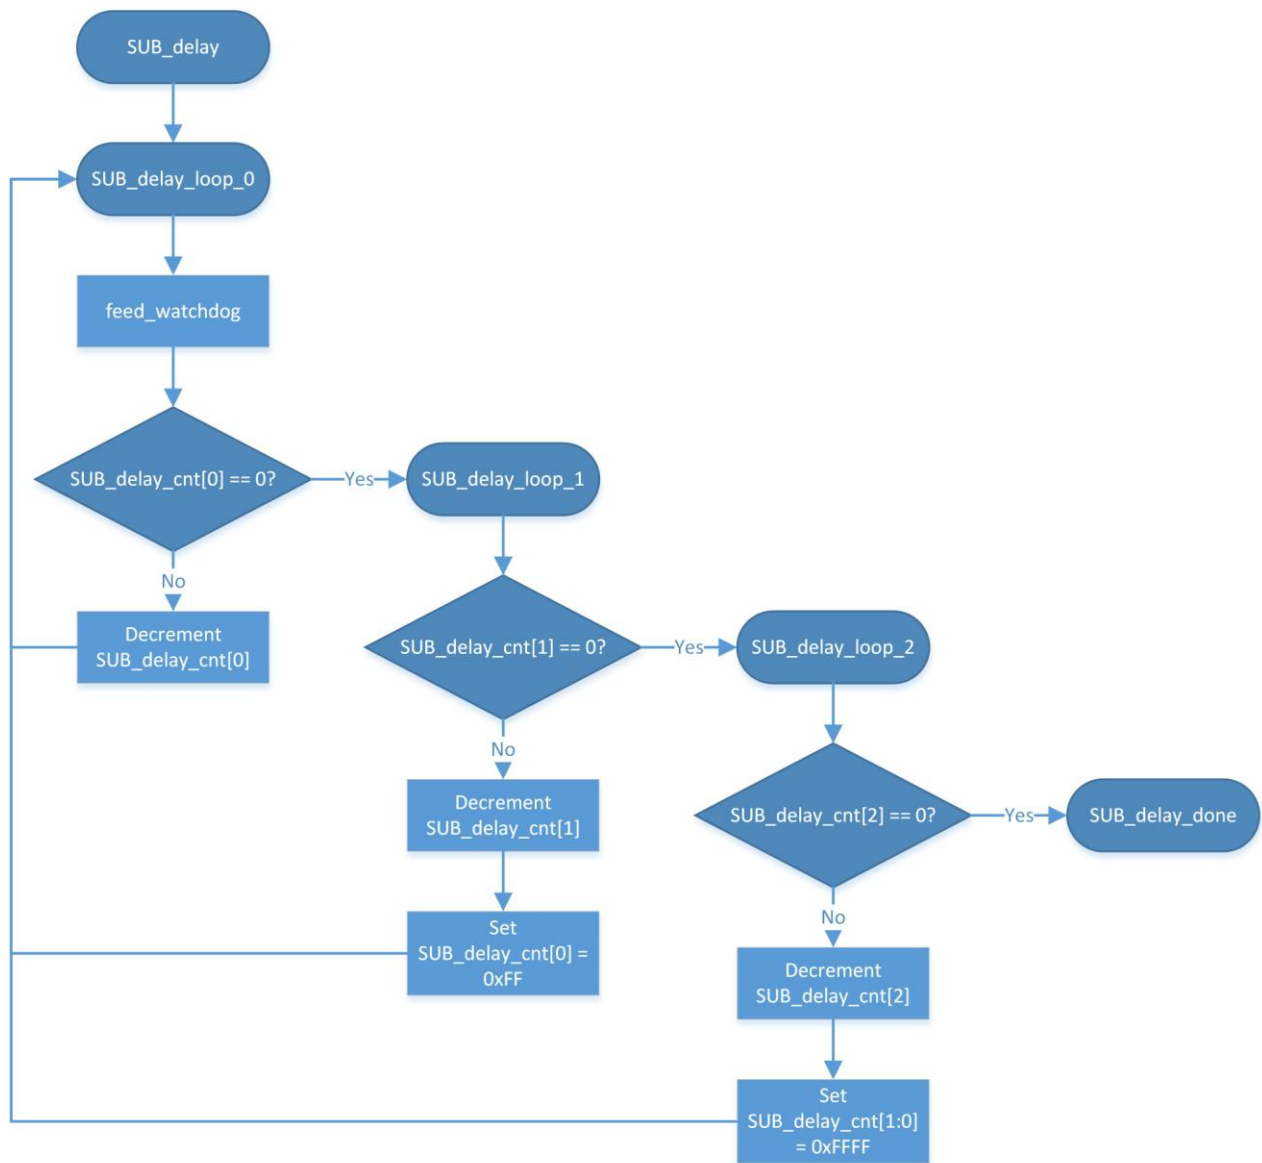 SUB_delay
SUB_delay_loop_0
feed_watchdog
SUB_delay_cnt[0] == 0?
Yes
SUB_delay_loop_1
No
Decrement
SUB_delay_cnt[0]
SUB_delay_cnt[1] == 0?
Yes
SUB_delay_loop_2
No
Decrement
SUB_delay_cnt[1]
Set
SUB_delay_cnt[0] =
0xFF
SUB_delay_cnt[2] == 0?
Yes
SUB_delay_done
No
Decrement
SUB_delay_cnt[2]
Set
SUB_delay_cnt[1:0]
= 0xFFFF